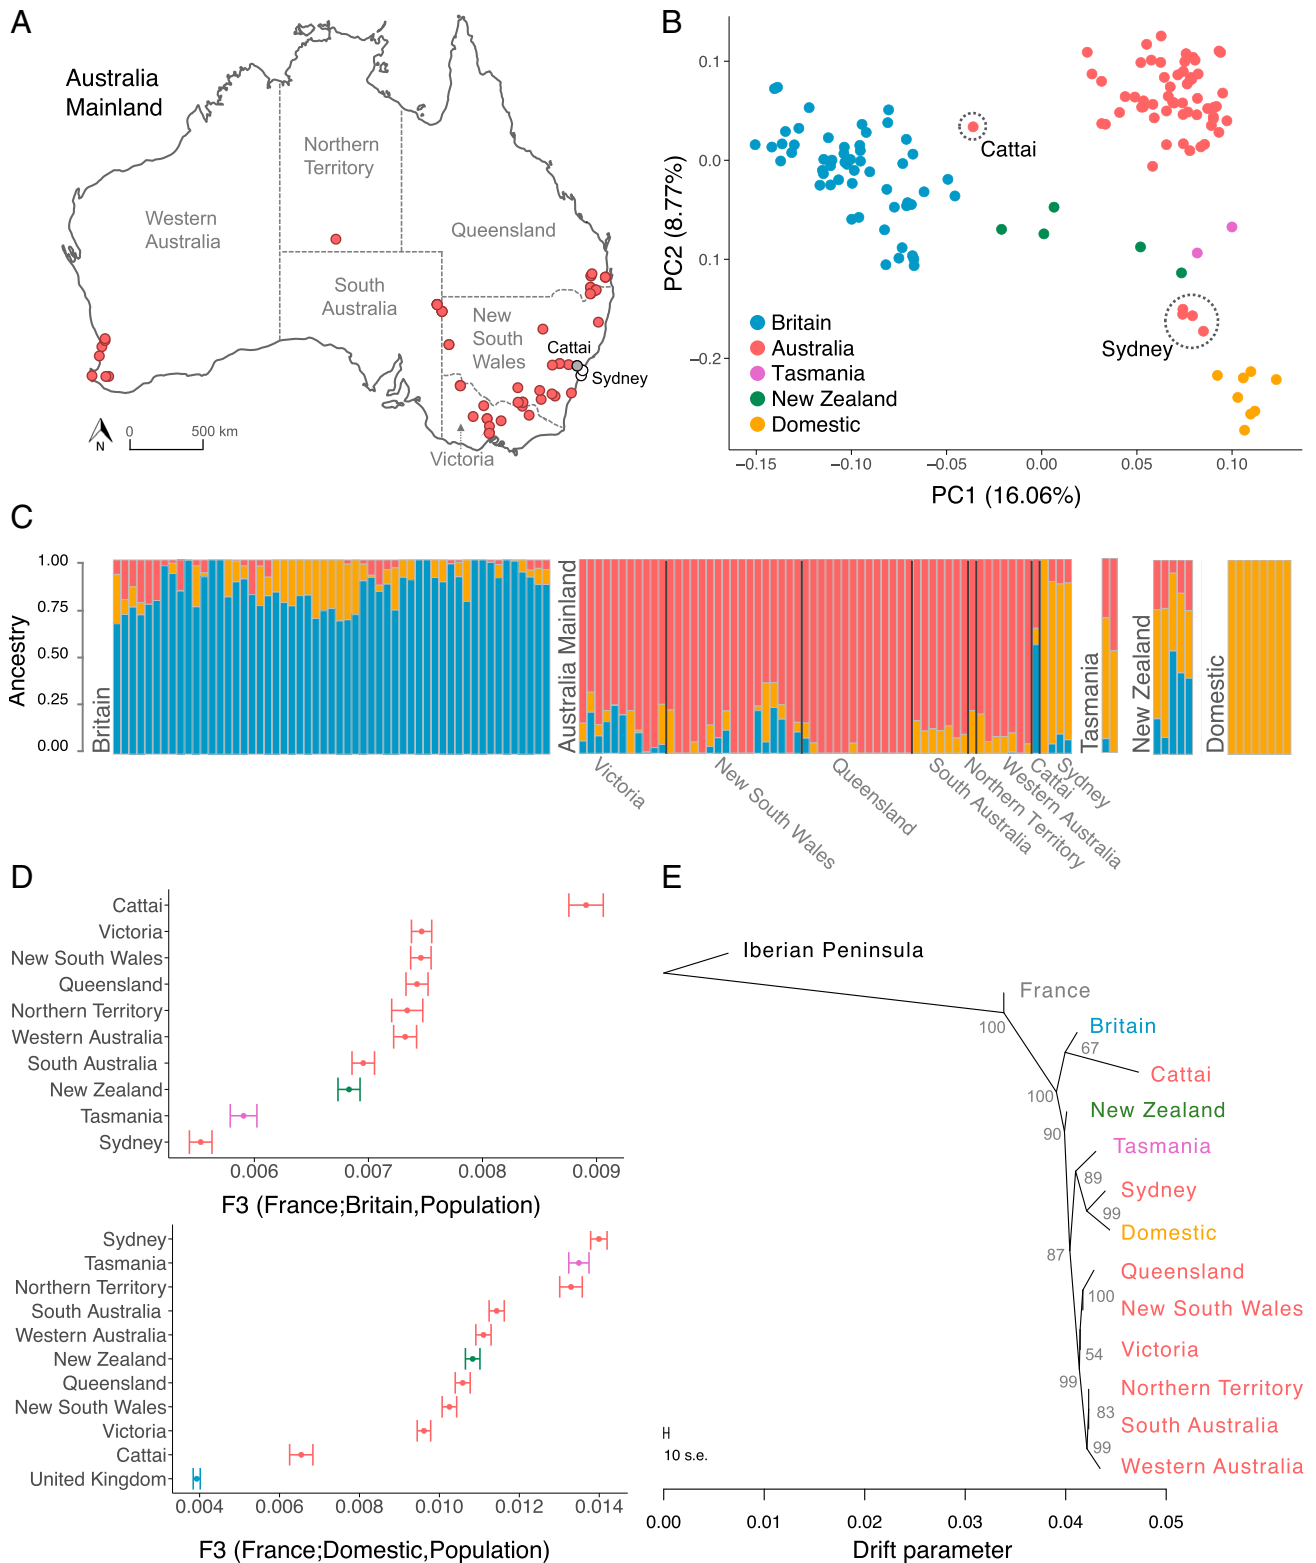 A
Australia
Mainland
Northern
Territory
Western
Australia
Queensland
South
Australia
New
South
Wales
Cattai
Sydney
N
0 500 km
Victoria
B
PC2 (8.77%)
0.1
0.0
0.1
−0.2
Cattai
Sydney
Britain
Australia
Tasmania
New Zealand
Domestic
−0.15 −0.10 −0.05 0.00 0.05 0.10
PC1 (16.06%)
C
Ancestry
1.00
0.75
0.50
0.25
0.00
Britain
Australia Mainland
Tasmania
New Zealand
Domestic
Victoria
New South Wales
Queensland
South Australia
Northern Territory
Western Australia
Cattai
Sydney
D
Cattai
Victoria
New South Wales
Queensland
Northern Territory
Western Australia
South Australia
New Zealand
Tasmania
Sydney
0.006 0.007 0.008 0.009
F3 (France;Britain,Population)
Sydney
Tasmania
Northern Territory
South Australia
Western Australia
New Zealand
Queensland
New South Wales
Victoria
Cattai
United Kingdom
0.004 0.006 0.008 0.010 0.012 0.014
F3 (France;Domestic,Population)
E
Iberian Peninsula
France
100
Britain
67
Cattai
100
New Zealand
90
Tasmania
89
Sydney
99
Domestic
87
Queensland
100
New South Wales
Victoria
54
99
Northern Territory
83
South Australia
99
Western Australia
10 s.e.
0.00 0.01 0.02 0.03 0.04 0.05
Drift parameter